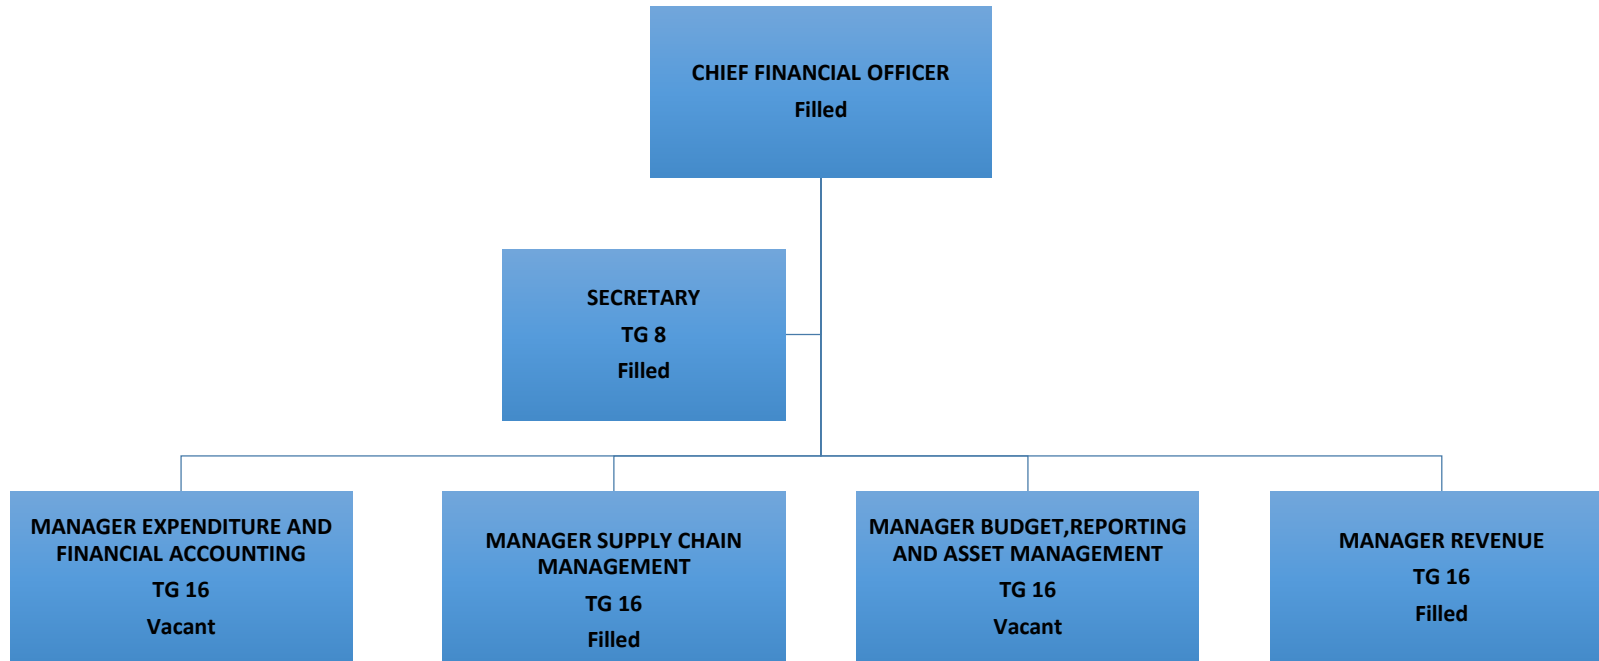 CHIEF FINANCIAL OFFICER
Filled
SECRETARY
TG 8
Filled
MANAGER EXPENDITURE AND
FINANCIAL ACCOUNTING
TG 16
Vacant
MANAGER SUPPLY CHAIN
MANAGEMENT
TG 16
Filled
MANAGER BUDGET,REPORTING
AND ASSET MANAGEMENT
TG 16
Vacant
MANAGER REVENUE
TG 16
Filled